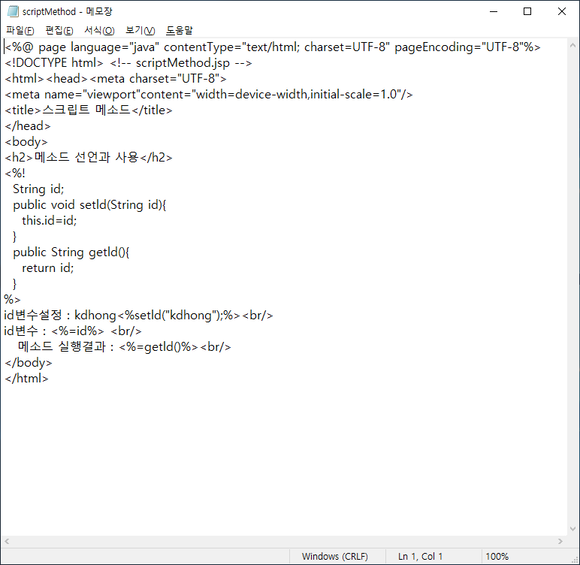 scriptMethod - 메모장
파일(F) 편집(E) 서식(O) 보기(V) 도움말
<%@ page language="java" contentType="text/html; charset=UTF-8" pageEncoding="UTF-8"%>
<!DOCTYPE html> <!-- scriptMethod.jsp -->
<html><head><meta charset="UTF-8">
<meta name="viewport"content="width=device-width,initial-scale=1.0"/>
<title>스크립트 메소드</title>
</head>
<body>
<h2>메소드 선언과 사용</h2>
<%!
  String id;
  public void setId(String id){
    this.id=id;
  }
  public String getId(){
    return id;
  }
%>
id변수설정 : kdhong<%setId("kdhong");%><br/>
id변수 : <%=id%> <br/>
   메소드 실행결과 : <%=getId()%><br/>
</body>
</html>
Windows (CRLF) Ln 1, Col 1 100%